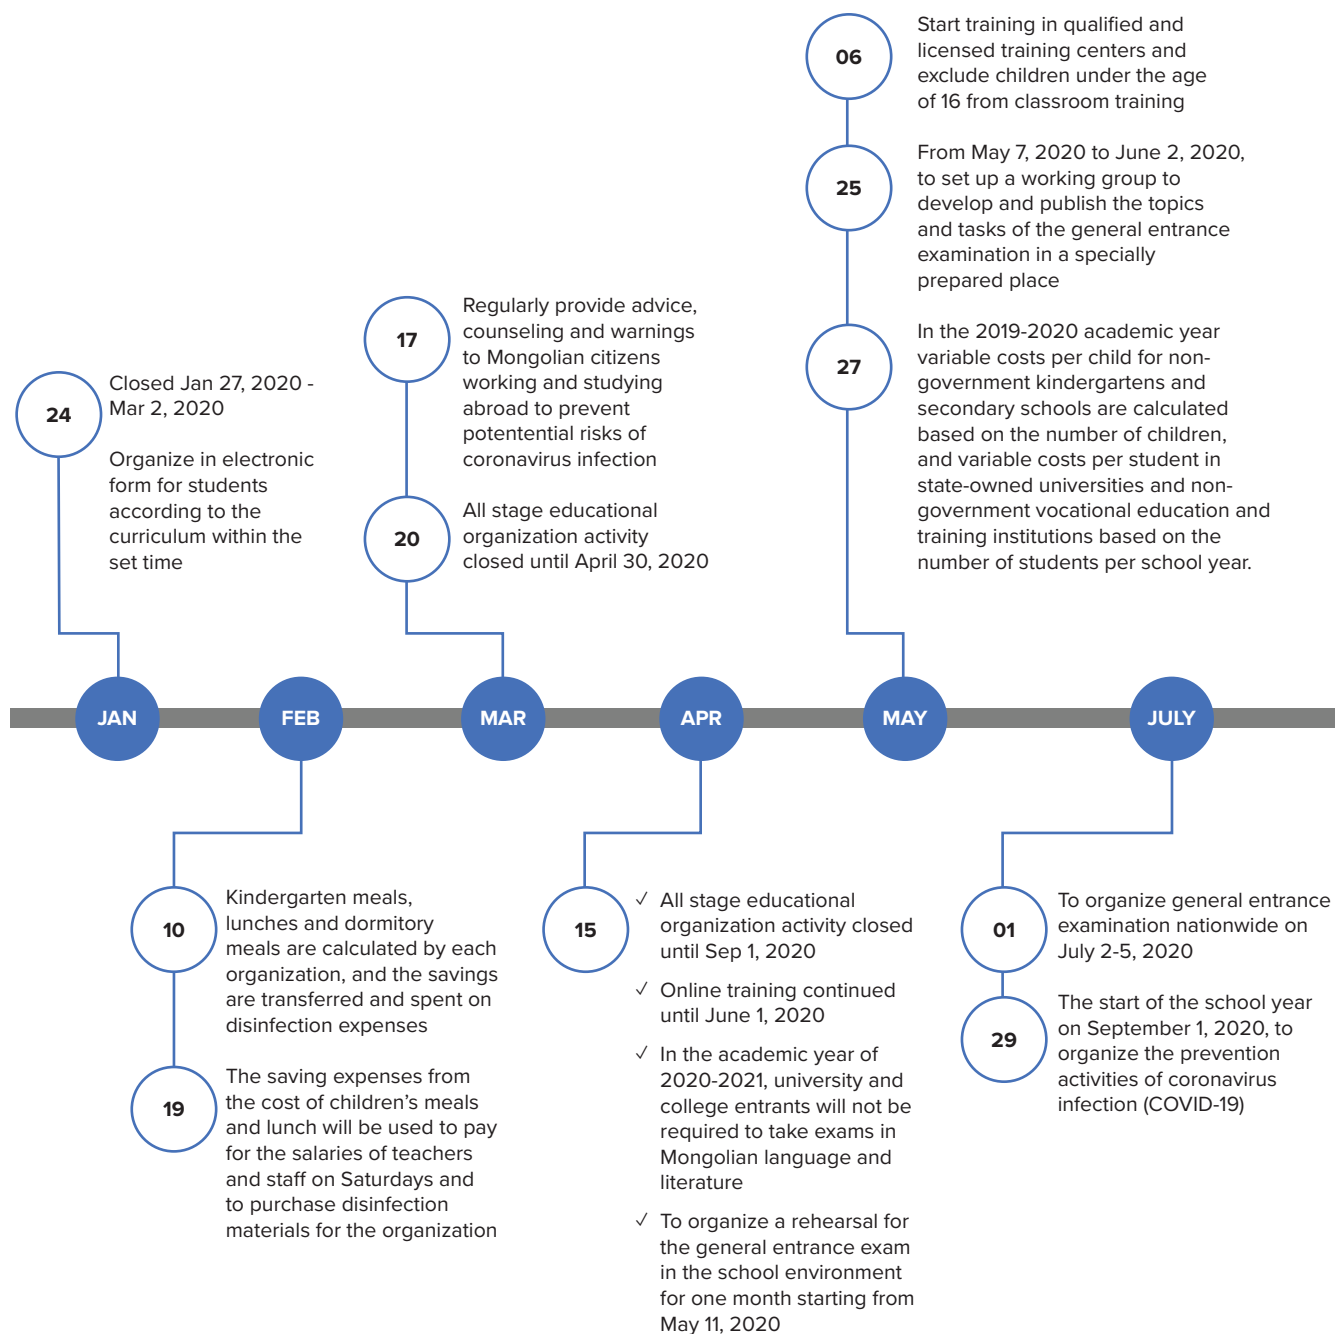 06
Start training in qualified and
licensed training centers and
exclude children under the age
of 16 from classroom training
25
From May 7, 2020 to June 2, 2020,
to set up a working group to
develop and publish the topics
and tasks of the general entrance
examination in a specially
prepared place
27
In the 2019-2020 academic year
variable costs per child for non-
government kindergartens and
secondary schools are calculated
based on the number of children,
and variable costs per student in
state-owned universities and non-
government vocational education and
training institutions based on the
number of students per school year.
17
Regularly provide advice,
counseling and warnings
to Mongolian citizens
working and studying
abroad to prevent
potentential risks of
coronavirus infection
20
All stage educational
organization activity
closed until April 30, 2020
24
Closed Jan 27, 2020 -
Mar 2, 2020
Organize in electronic
form for students
according to the
curriculum within the
set time
JAN
FEB
MAR
APR
MAY
JULY
10
Kindergarten meals,
lunches and dormitory
meals are calculated by each
organization, and the savings
are transferred and spent on
disinfection expenses
19
The saving expenses from
the cost of children’s meals
and lunch will be used to pay
for the salaries of teachers
and staff on Saturdays and
to purchase disinfection
materials for the organization
15
✓ All stage educational
organization activity closed
until Sep 1, 2020
✓ Online training continued
until June 1, 2020
✓ In the academic year of
2020-2021, university and
college entrants will not be
required to take exams in
Mongolian language and
literature
✓ To organize a rehearsal for
the general entrance exam
in the school environment
for one month starting from
May 11, 2020
01
To organize general entrance
examination nationwide on
July 2-5, 2020
29
The start of the school year
on September 1, 2020, to
organize the prevention
activities of coronavirus
infection (COVID-19)